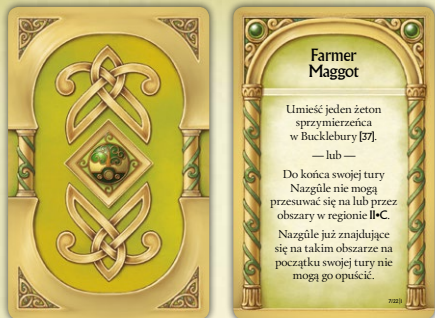 Farmer
Maggot
Umieść jeden żeton
sprzymierzeńca
w Bucklebury [37].
— lub —
Do końca swojej tury
Nazgûle nie mogą
przesuwać się na lub przez
obszary w regionie II•C.
Nazgûle już znajdujące
się na takim obszarze na
początku swojej tury nie
mogą go opuścić.